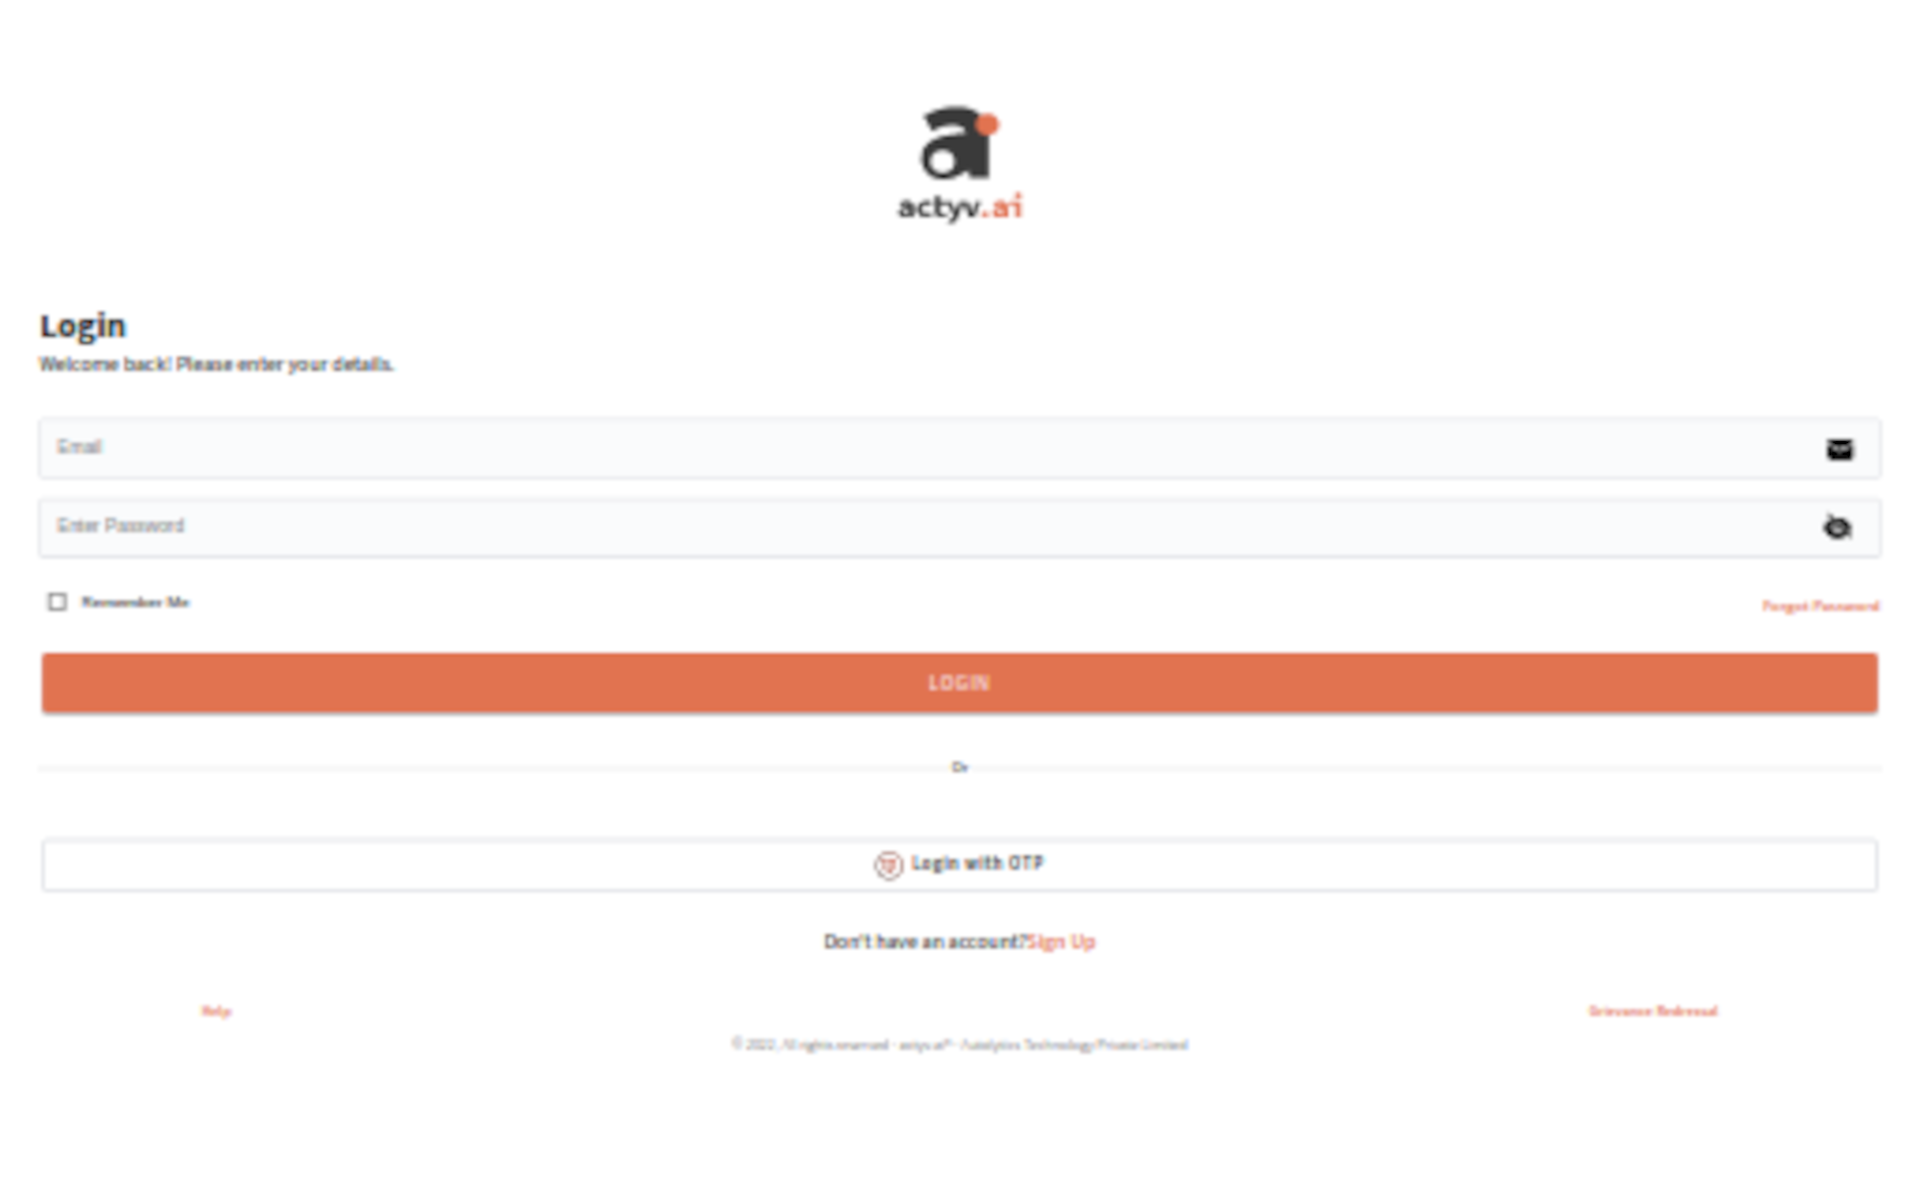 actyv.ai
Login
Welcome back! Please enter your details.
Email
Enter Password
Remember Me
Forgot Password
LOGIN
Or
Login with OTP
Don't have an account?Sign Up
Help
Grievance Redressal
© 2022, All rights reserved - actyv.ai - Technology Private Limited